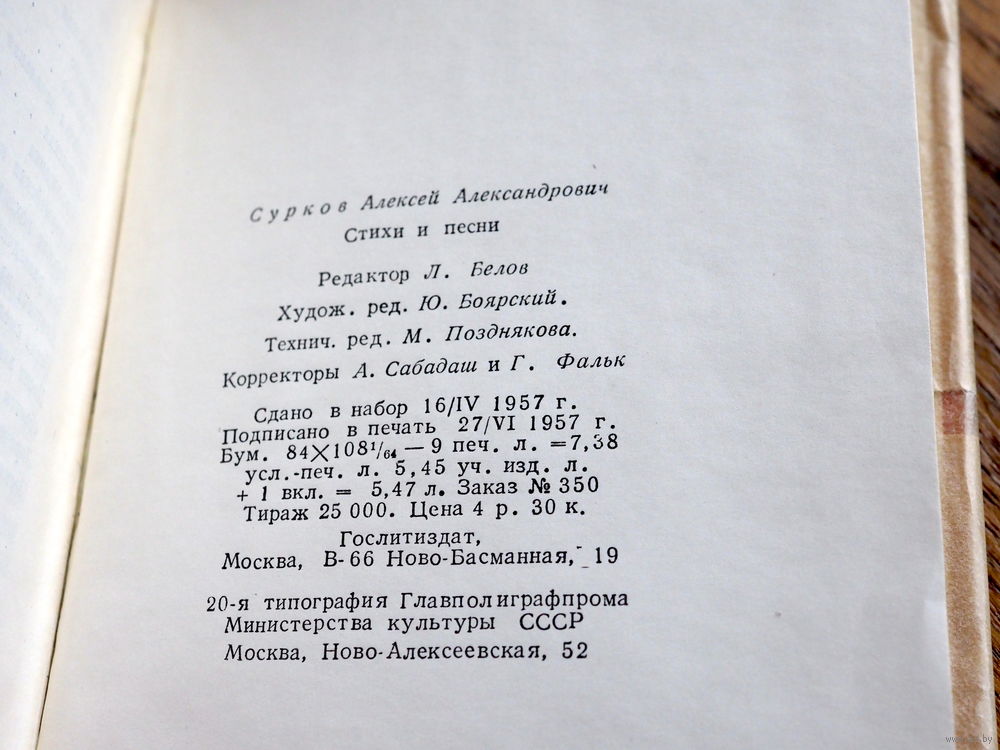 Сурков Алексей Александрович
Стихи и песни
Редактор Л. Белов
Худож. ред. Ю. Боярский.
Технич. ред. М. Позднякова.
Корректоры А. Сабадаш и Г. Фальк
Сдано в набор 16/IV 1957 г.
Подписано в печать 27/VI 1957 г.
Бум. 84×108¹/₆₄ — 9 печ. л. =7,38
усл.-печ. л. 5,45 уч. изд. л.
+ 1 вкл. = 5,47 л. Заказ № 350
Тираж 25 000. Цена 4 р. 30 к.
Гослитиздат,
Москва, В-66 Ново-Басманная, 19
20-я типография Главполиграфпрома
Министерства культуры СССР
Москва, Ново-Алексеевская, 52